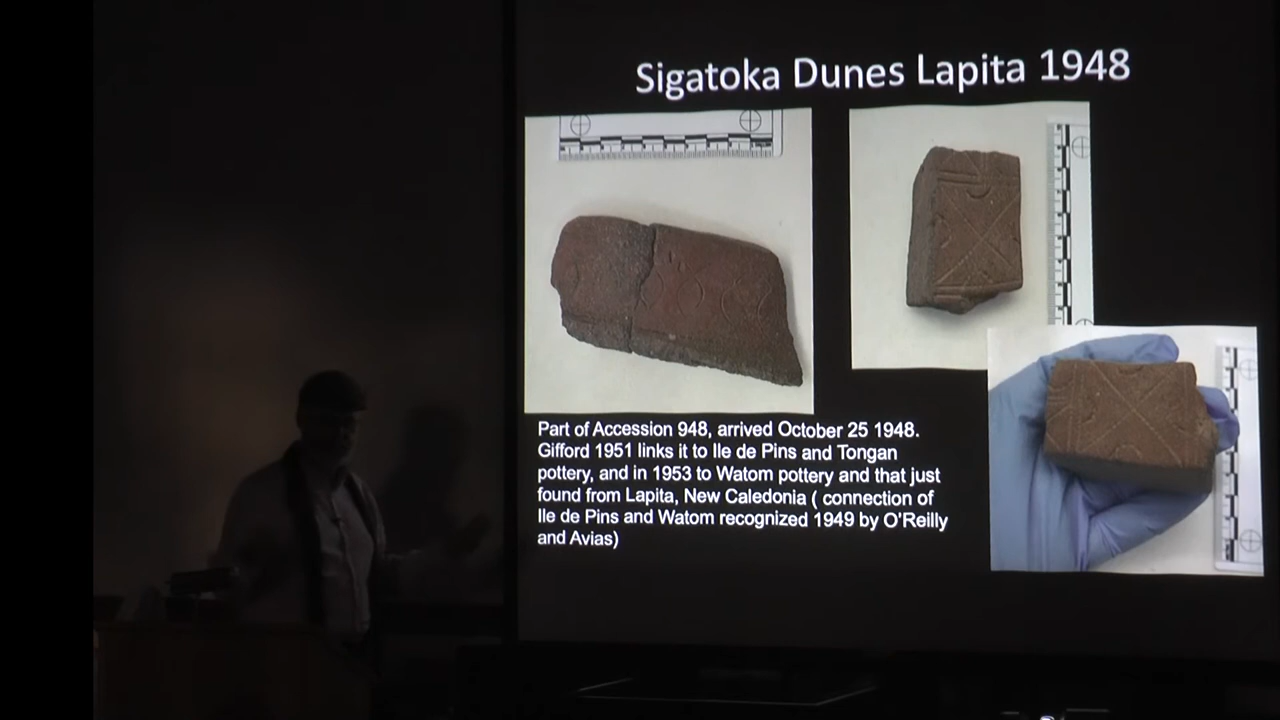 Sigatoka Dunes Lapita 1948
Part of Accession 948, arrived October 25 1948.
Gifford 1951 links it to Ile de Pins and Tongan
pottery, and in 1953 to Watom pottery and that just
found from Lapita, New Caledonia ( connection of
Ile de Pins and Watom recognized 1949 by O'Reilly
and Avias)